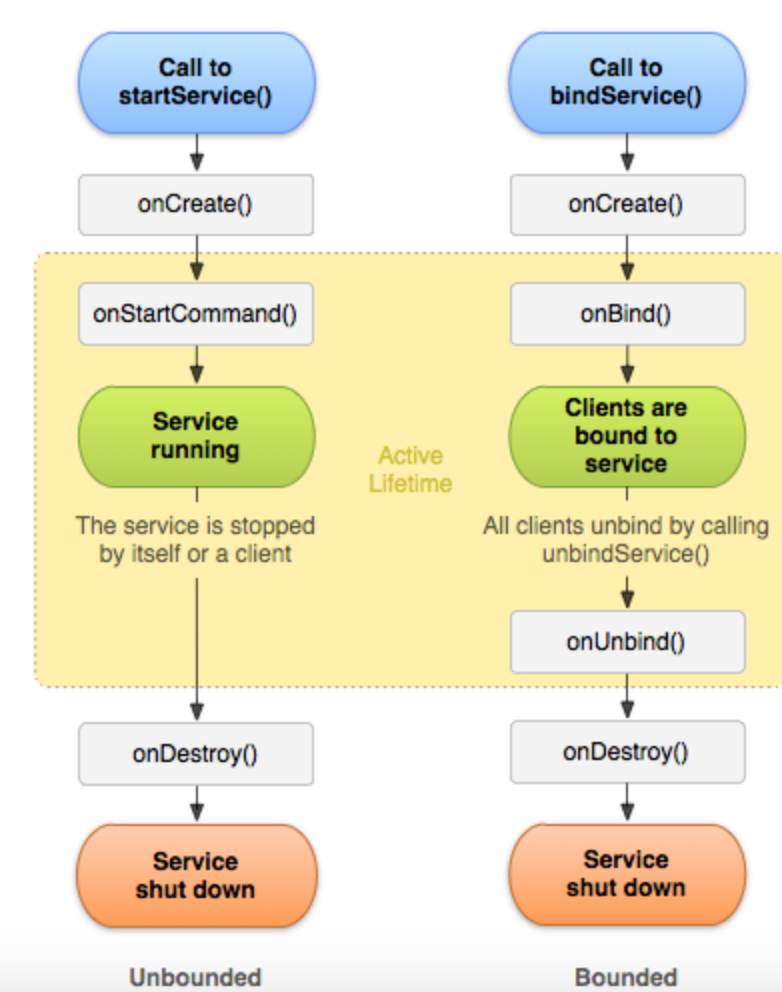 Call to
startService()
onCreate()
onStartCommand()
Service
running
The service is stopped
by itself or a client
onDestroy()
Service
shut down
Unbounded
Active
Lifetime
Call to
bindService()
onCreate()
onBind()
Clients are
bound to
service
All clients unbind by calling
unbindService()
onUnbind()
onDestroy()
Service
shut down
Bounded